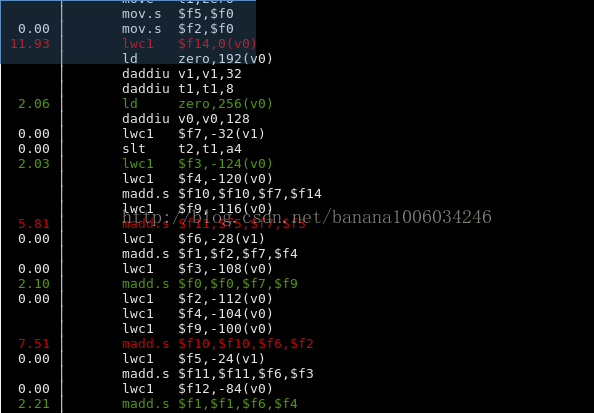 move t1,zero
mov.s $f5,$f0
0.00 │ mov.s $f2,$f0
11.93 │ lwc1 $f14,0(v0)
│ ld zero,192(v0)
│ daddiu v1,v1,32
│ daddiu t1,t1,8
2.06 │ ld zero,256(v0)
│ daddiu v0,v0,128
0.00 │ lwc1 $f7,-32(v1)
0.00 │ slt t2,t1,a4
2.03 │ lwc1 $f3,-124(v0)
│ lwc1 $f4,-120(v0)
│ madd.s $f10,$f10,$f7,$f14
│ lwc1 $f9,-116(v0)
http://blog.csdn.net/banana1006034246
5.81 │ madd.s $f11,$f5,$f7,$f3
0.00 │ lwc1 $f6,-28(v1)
│ madd.s $f1,$f2,$f7,$f4
0.00 │ lwc1 $f3,-108(v0)
2.10 │ madd.s $f0,$f0,$f7,$f9
0.00 │ lwc1 $f2,-112(v0)
│ lwc1 $f4,-104(v0)
│ lwc1 $f9,-100(v0)
7.51 │ madd.s $f10,$f10,$f6,$f2
0.00 │ lwc1 $f5,-24(v1)
│ madd.s $f11,$f11,$f6,$f3
0.00 │ lwc1 $f12,-84(v0)
2.21 │ madd.s $f1,$f1,$f6,$f4